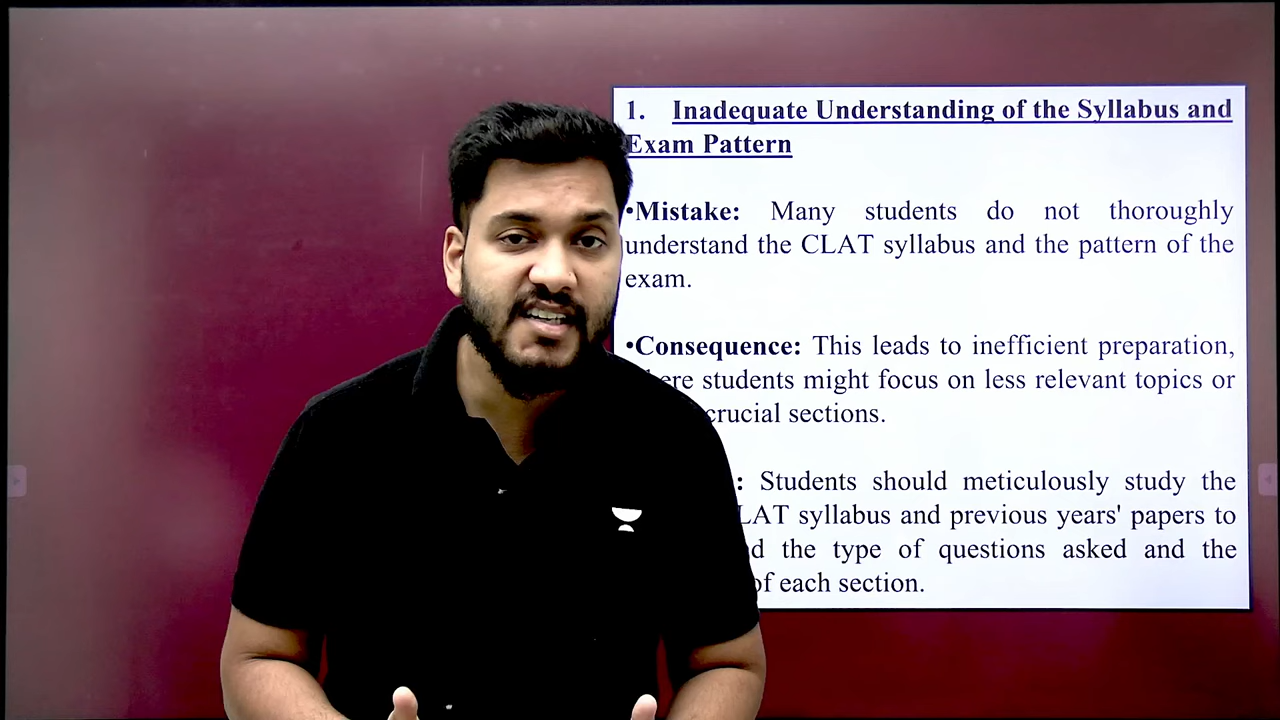 1. Inadequate Understanding of the Syllabus and
Exam Pattern
•Mistake: Many students do not thoroughly
understand the CLAT syllabus and the pattern of the
exam.
•Consequence: This leads to inefficient preparation,
students might focus on less relevant topics or
crucial sections.
: Students should meticulously study the
syllabus and previous years' papers to
the type of questions asked and the
of each section.